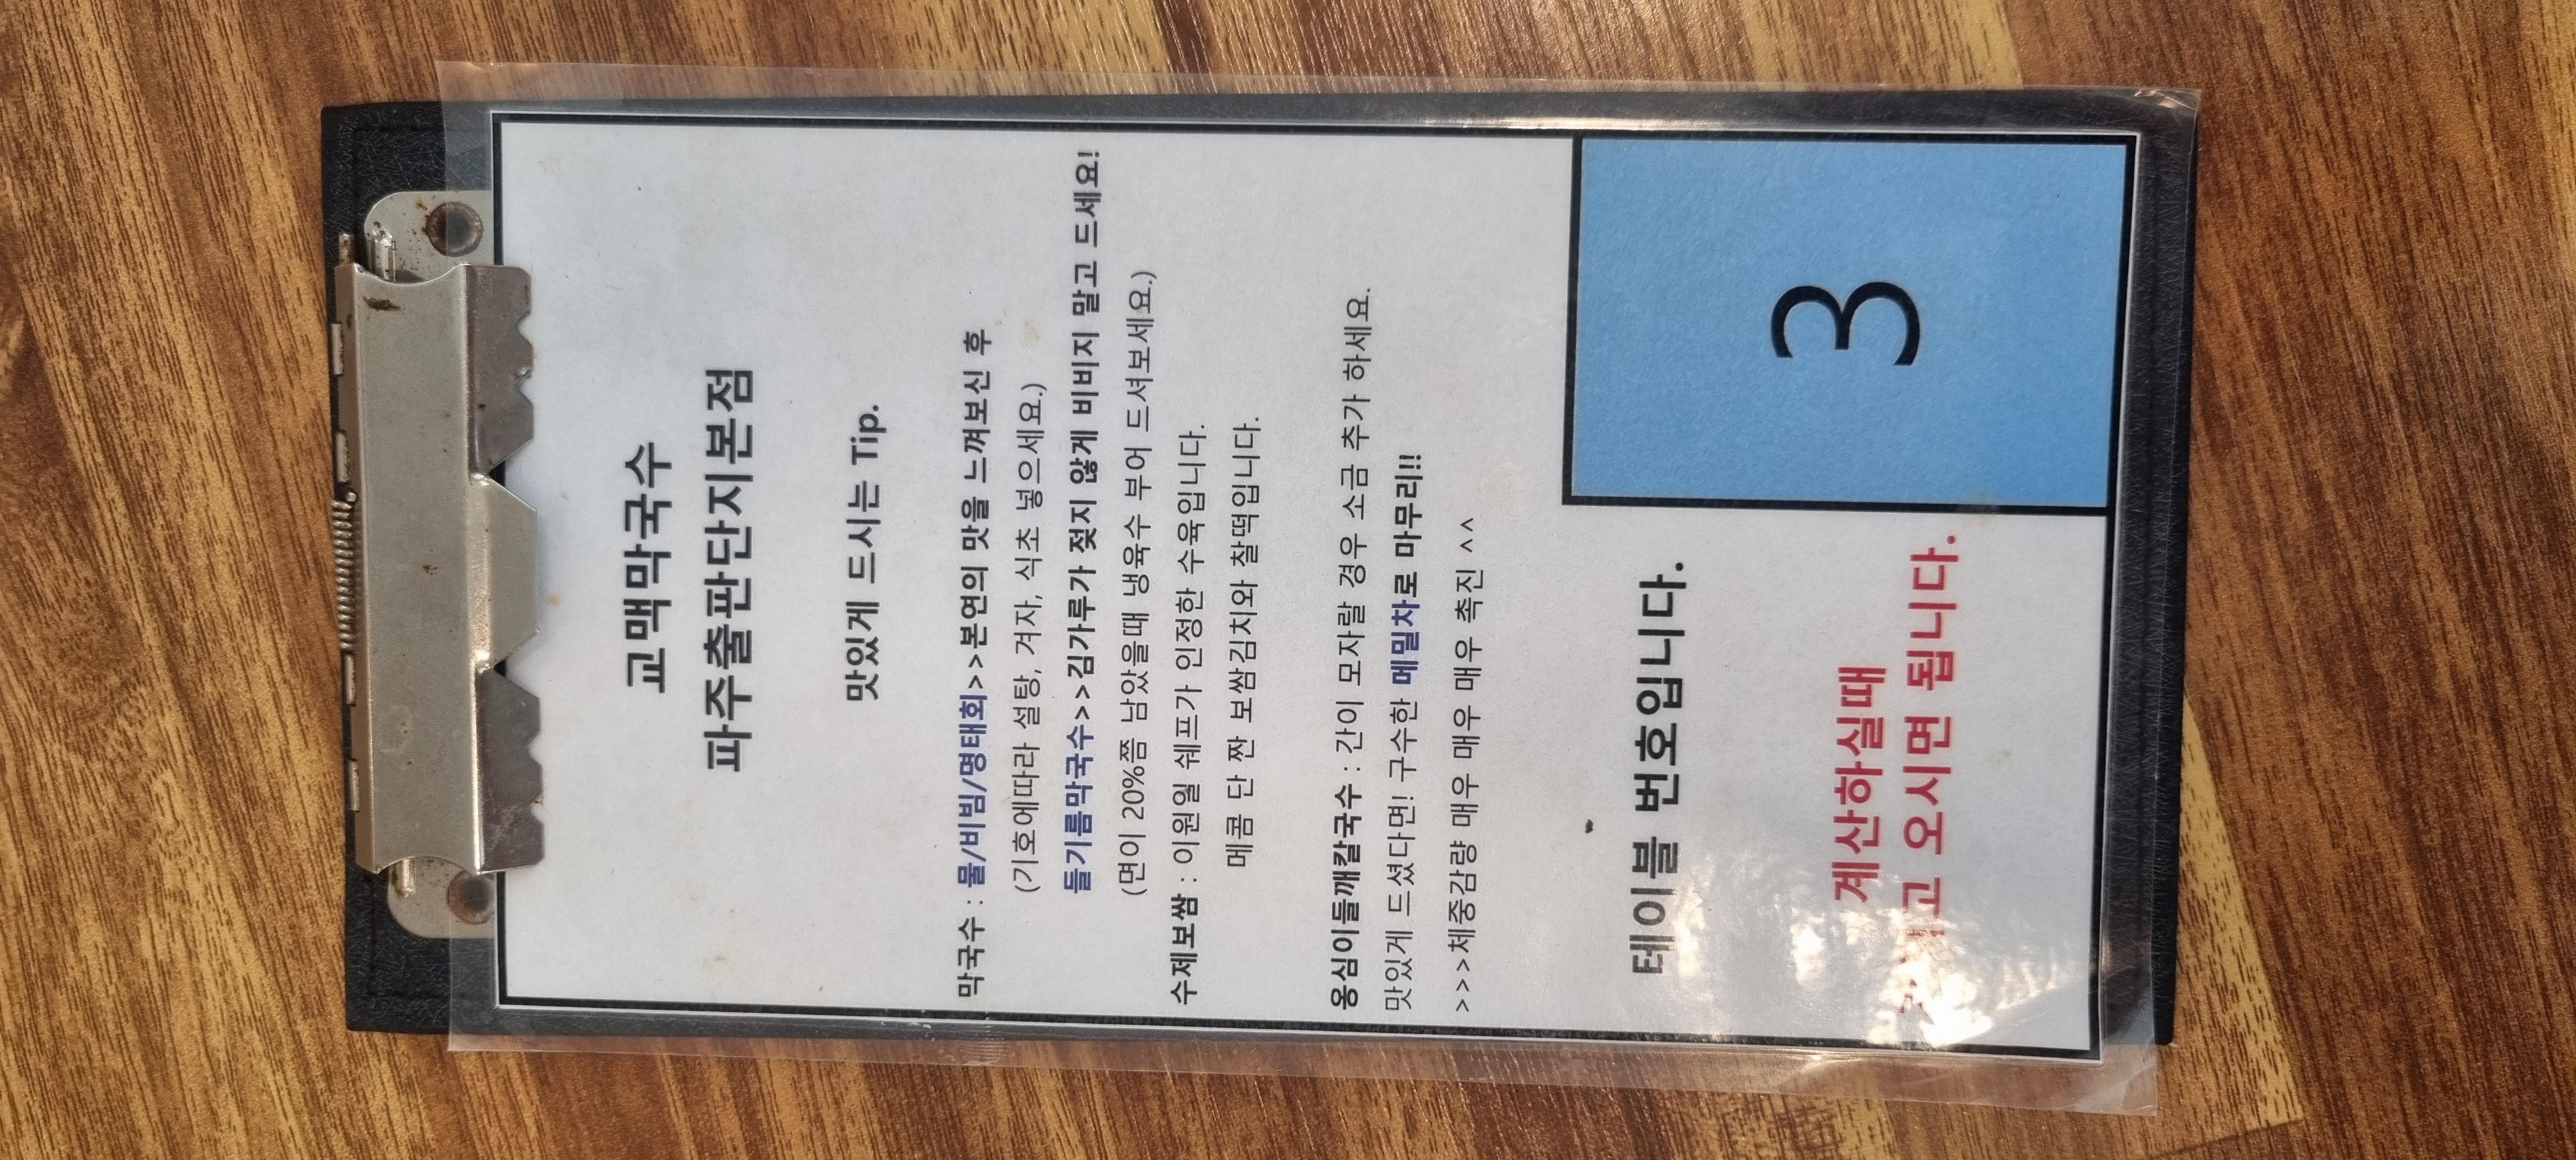 교맥막국수
파주출판단지본점
맛있게 드시는 Tip.
막국수 : 물/비빔/명태회>>본연의 맛을 느껴보신 후
(기호에따라 설탕, 겨자, 식초 넣으세요.)
들기름막국수>>김가루가 젖지 않게 비비지 말고 드세요!
(면이 20%쯤 남았을때 냉육수 부어 드셔보세요.)
수제보쌈 : 이원일 쉐프가 인정한 수육입니다.
메콤 단 짠 보쌈김치와 찰떡입니다.
옹심이들깨칼국수 : 간이 모자랄 경우 소금 추가 하세요.
맛있게 드셨다면! 구수한 메밀차로 마무리!!
>>>체중감량 매우 매우 매우 촉진 ^^
테이블 번호입니다.
계산하실때
오시면 됩니다.
3